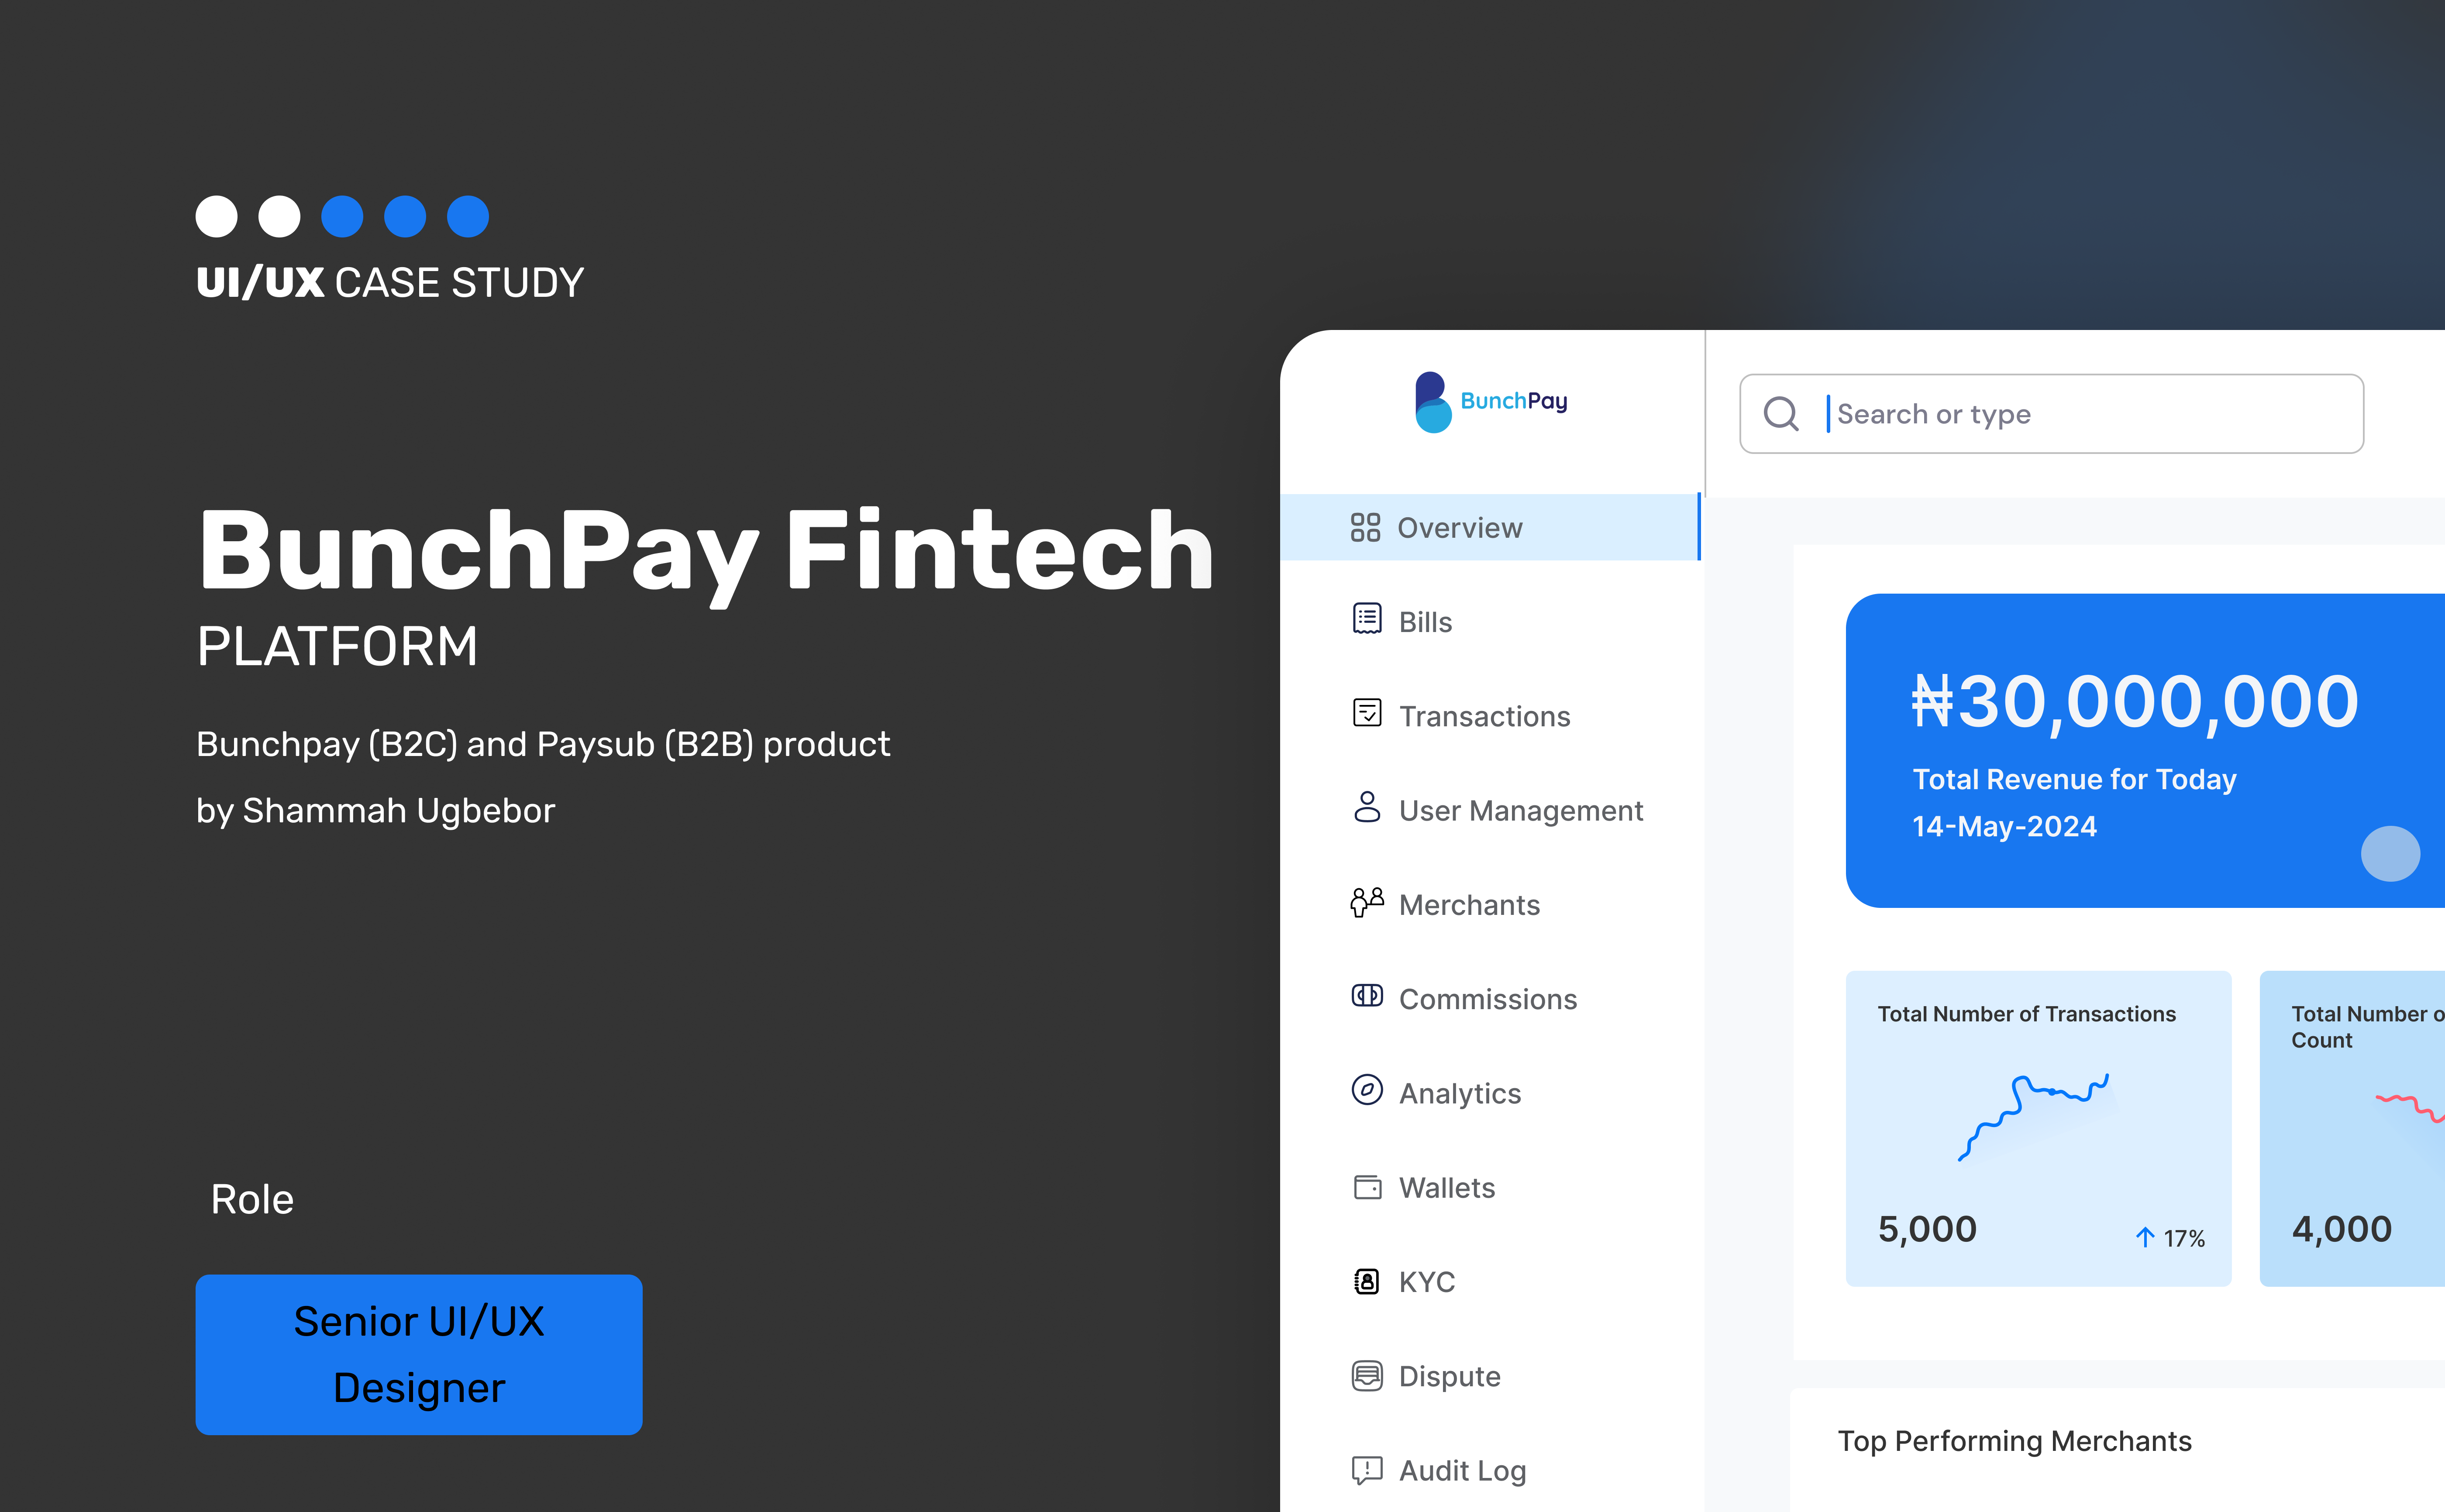 UI/UX CASE STUDY
BunchPay Fintech
PLATFORM
Bunchpay (B2C) and Paysub (B2B) product
by Shammah Ugbebor
Role
Senior UI/UX
Designer
BunchPay
Search or type
Overview
Bills
Transactions
User Management
Merchants
Commissions
Analytics
Wallets
KYC
Dispute
Audit Log
₦30,000,000
Total Revenue for Today
14-May-2024
Total Number of Transactions
5,000
17%
Total Number
Count
4,000
Top Performing Merchants